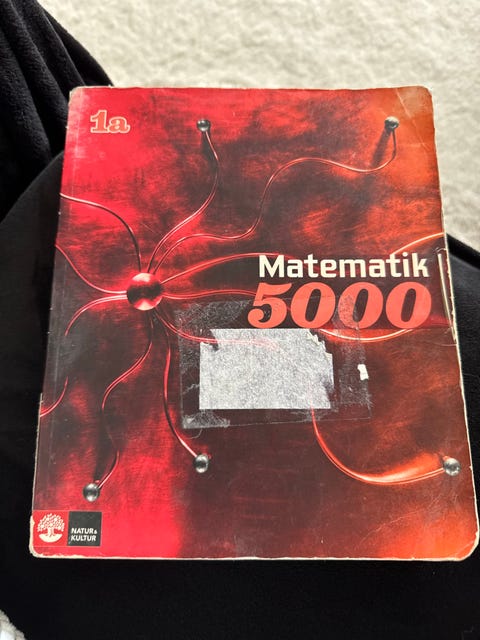 1a
Matematik
5000
NATUR &
KULTUR